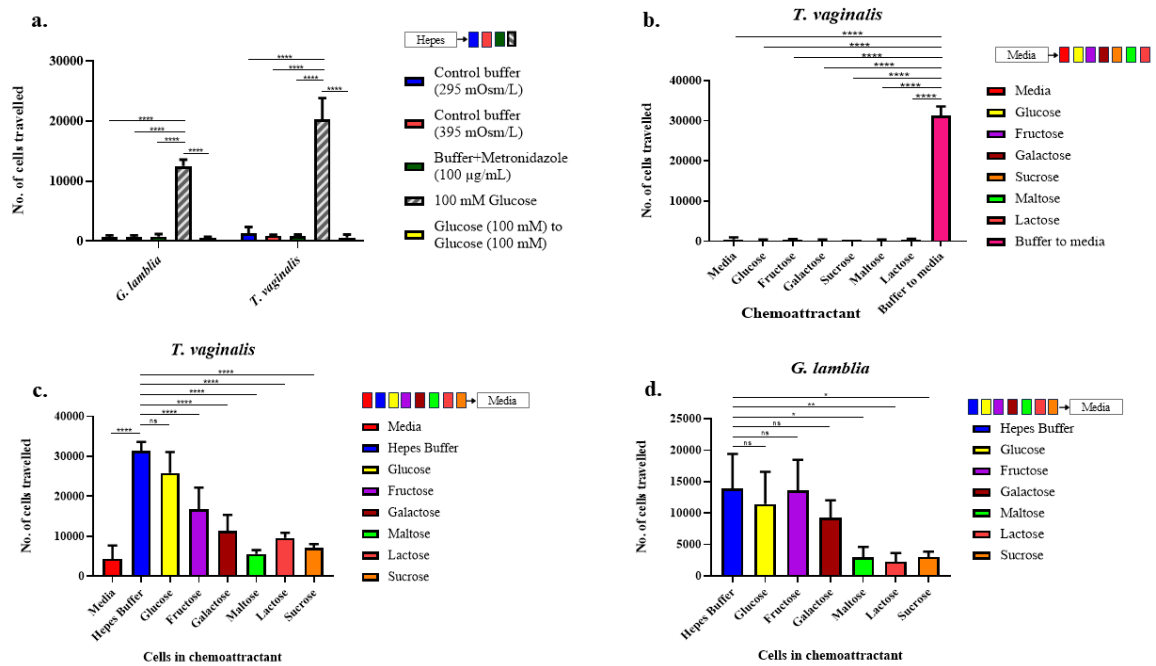 a.
Hepes
No. of cells travelled
30000
20000
10000
0
****
****
****
****
****
****
****
****
G. lamblia
T. vaginalis
Control buffer
(295 mOsm/L)
Control buffer
(395 mOsm/L)
Buffer+Metronidazole
(100 µg/mL)
100 mM Glucose
Glucose (100 mM) to
Glucose (100 mM)
b.
T. vaginalis
Media
No. of cells travelled
40000
30000
20000
10000
0
****
****
****
****
****
****
****
Media
Glucose
Fructose
Galactose
Sucrose
Maltose
Lactose
Buffer to media
Chemoattractant
Media
Glucose
Fructose
Galactose
Sucrose
Maltose
Lactose
Buffer to media
c.
T. vaginalis
Media
No. of cells travelled
40000
30000
20000
10000
0
****
****
****
****
****
ns
****
Media
Hepes Buffer
Glucose
Fructose
Galactose
Maltose
Lactose
Sucrose
Cells in chemoattractant
Media
Hepes Buffer
Glucose
Fructose
Galactose
Maltose
Lactose
Sucrose
d.
G. lamblia
Media
No. of cells travelled
25000
20000
15000
10000
5000
0
*
**
*
ns
ns
ns
Hepes Buffer
Glucose
Fructose
Galactose
Maltose
Lactose
Sucrose
Cells in chemoattractant
Hepes Buffer
Glucose
Fructose
Galactose
Maltose
Lactose
Sucrose